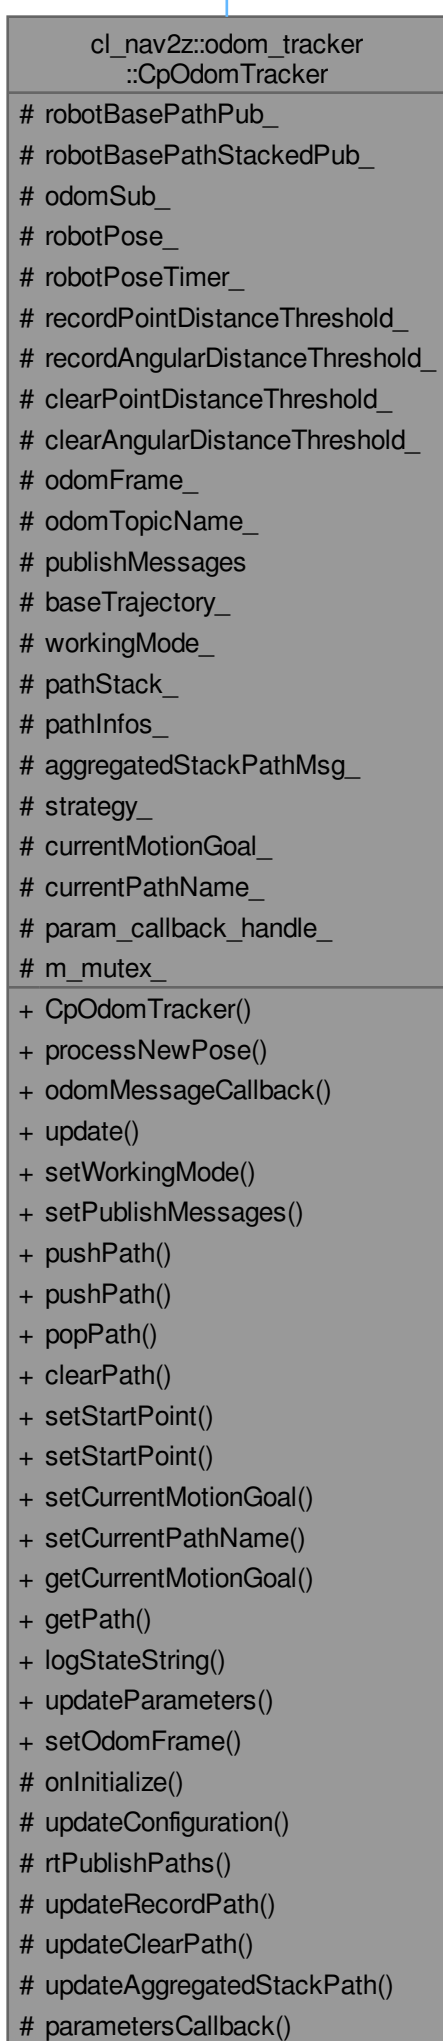 cl_nav2z::odom_tracker
::CpOdomTracker
# robotBasePathPub_
# robotBasePathStackedPub_
# odomSub_
# robotPose_
# robotPoseTimer_
# recordPointDistanceThreshold_
# recordAngularDistanceThreshold_
# clearPointDistanceThreshold_
# clearAngularDistanceThreshold_
# odomFrame_
# odomTopicName_
# publishMessages
# baseTrajectory_
# workingMode_
# pathStack_
# pathInfos_
# aggregatedStackPathMsg_
# strategy_
# currentMotionGoal_
# currentPathName_
# param_callback_handle_
# m_mutex_
+ CpOdomTracker()
+ processNewPose()
+ odomMessageCallback()
+ update()
+ setWorkingMode()
+ setPublishMessages()
+ pushPath()
+ pushPath()
+ popPath()
+ clearPath()
+ setStartPoint()
+ setStartPoint()
+ setCurrentMotionGoal()
+ setCurrentPathName()
+ getCurrentMotionGoal()
+ getPath()
+ logStateString()
+ updateParameters()
+ setOdomFrame()
# onInitialize()
# updateConfiguration()
# rtPublishPaths()
# updateRecordPath()
# updateClearPath()
# updateAggregatedStackPath()
# parametersCallback()